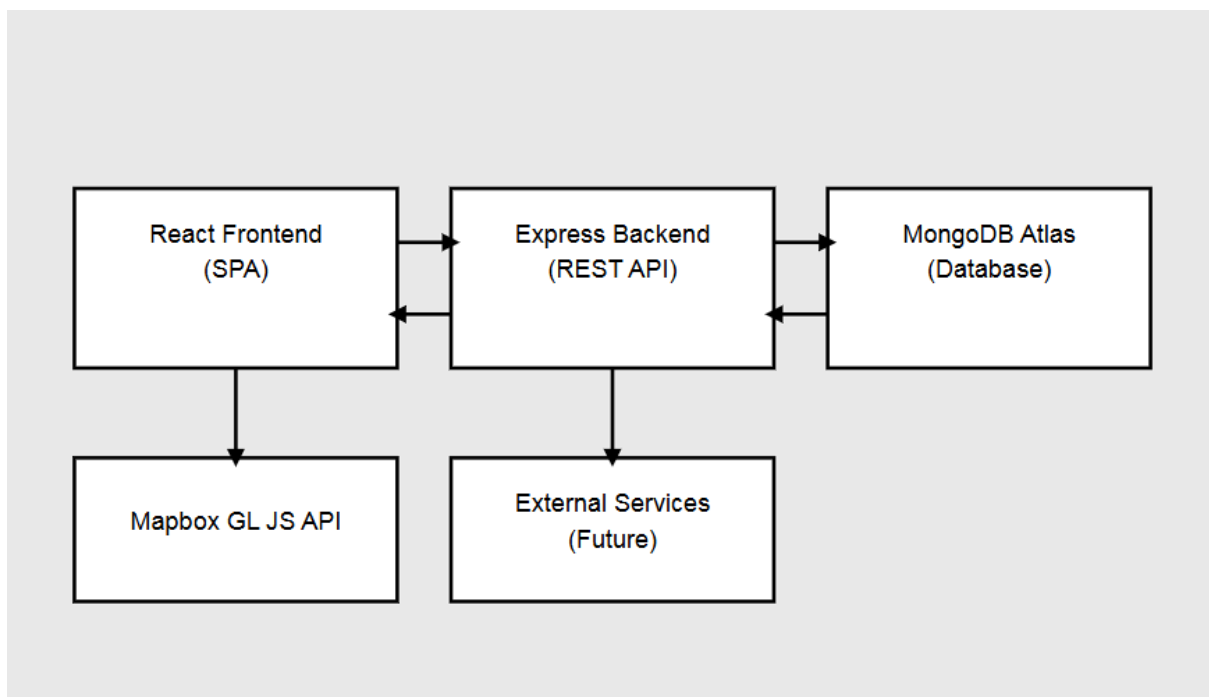 React Frontend
(SPA)
Express Backend
(REST API)
MongoDB Atlas
(Database)
Mapbox GL JS API
External Services
(Future)